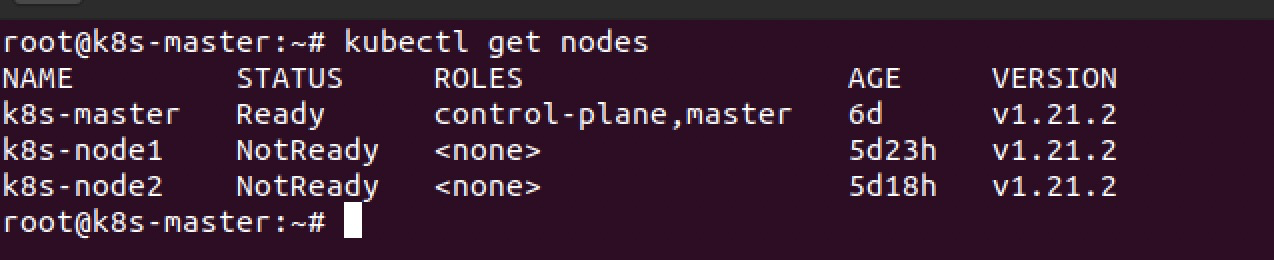 root@k8s-master:~# kubectl get nodes
NAME STATUS ROLES AGE VERSION
k8s-master Ready control-plane,master 6d v1.21.2
k8s-node1 NotReady <none> 5d23h v1.21.2
k8s-node2 NotReady <none> 5d18h v1.21.2
root@k8s-master:~#